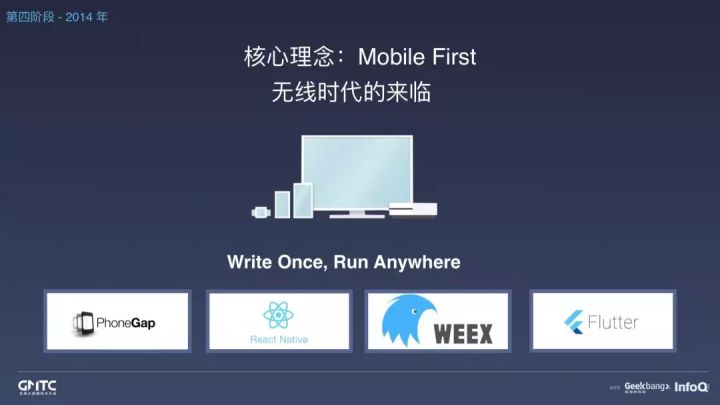 第四阶段 - 2014 年
核心理念：Mobile First
无线时代的来临
Write Once, Run Anywhere
PhoneGap
React Native
WEEX
Flutter
GMTC
Geekbang>.
InfoQ